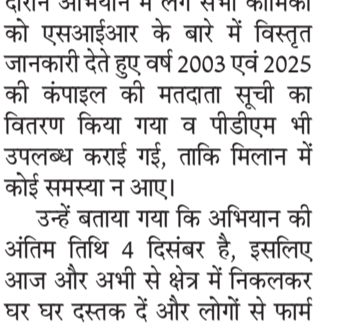 दौरान अभियान में लगे सभी कार्मिकों
को एसआईआर के बारे में विस्तृत
जानकारी देते हुए वर्ष 2003 एवं 2025
की कंपाइल की मतदाता सूची का
वितरण किया गया व पीडीएम भी
उपलब्ध कराई गई, ताकि मिलान में
कोई समस्या न आए।
उन्हें बताया गया कि अभियान की
अंतिम तिथि 4 दिसंबर है, इसलिए
आज और अभी से क्षेत्र में निकलकर
घर घर दस्तक दें और लोगों से फार्म